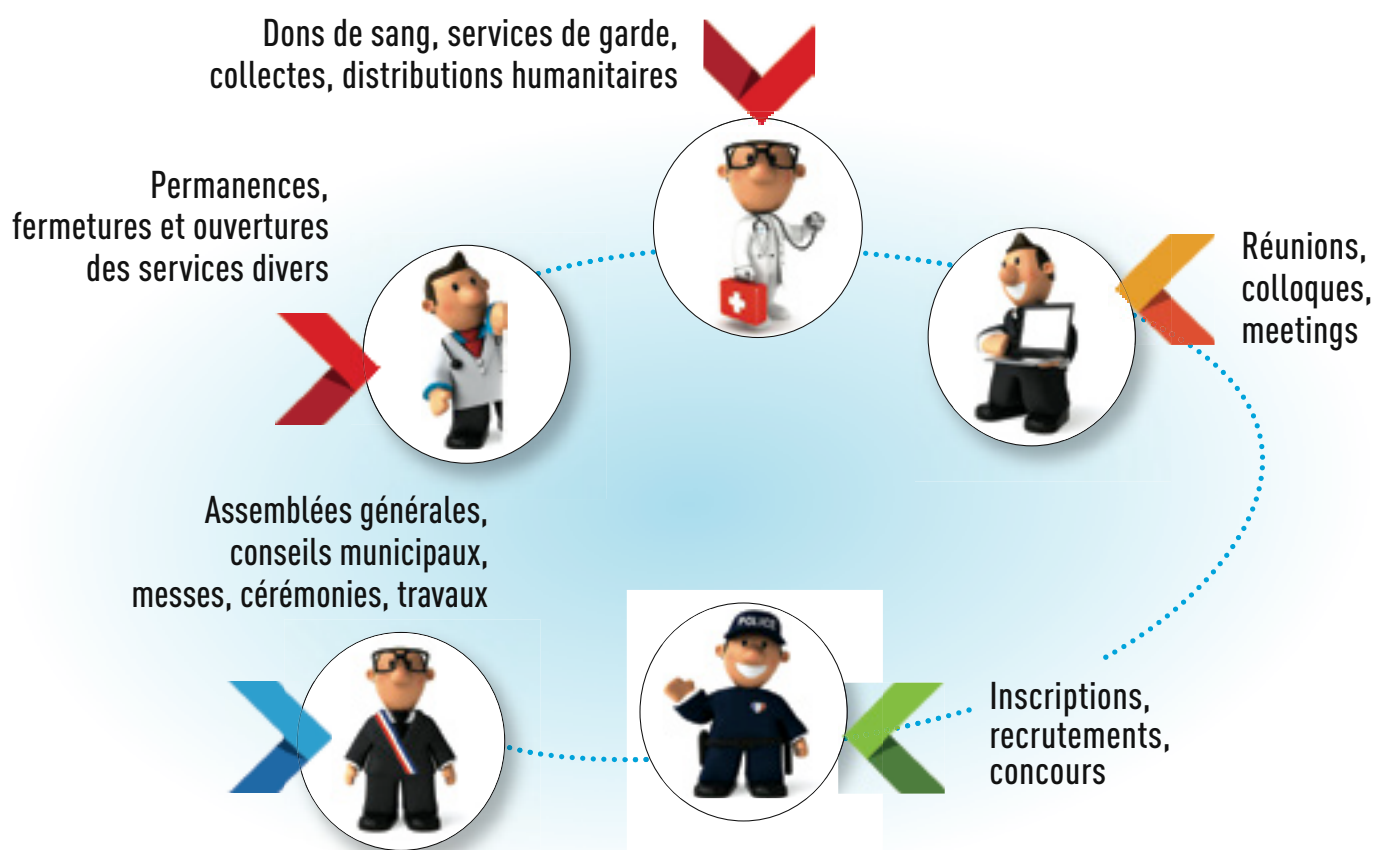 Dons de sang, services de garde,
collectes, distributions humanitaires
Permanences,
fermetures et ouvertures
des services divers
Réunions,
colloques,
meetings
Assemblées générales,
conseils municipaux,
messes, cérémonies, travaux
POLICE
Inscriptions,
recrutements,
concours